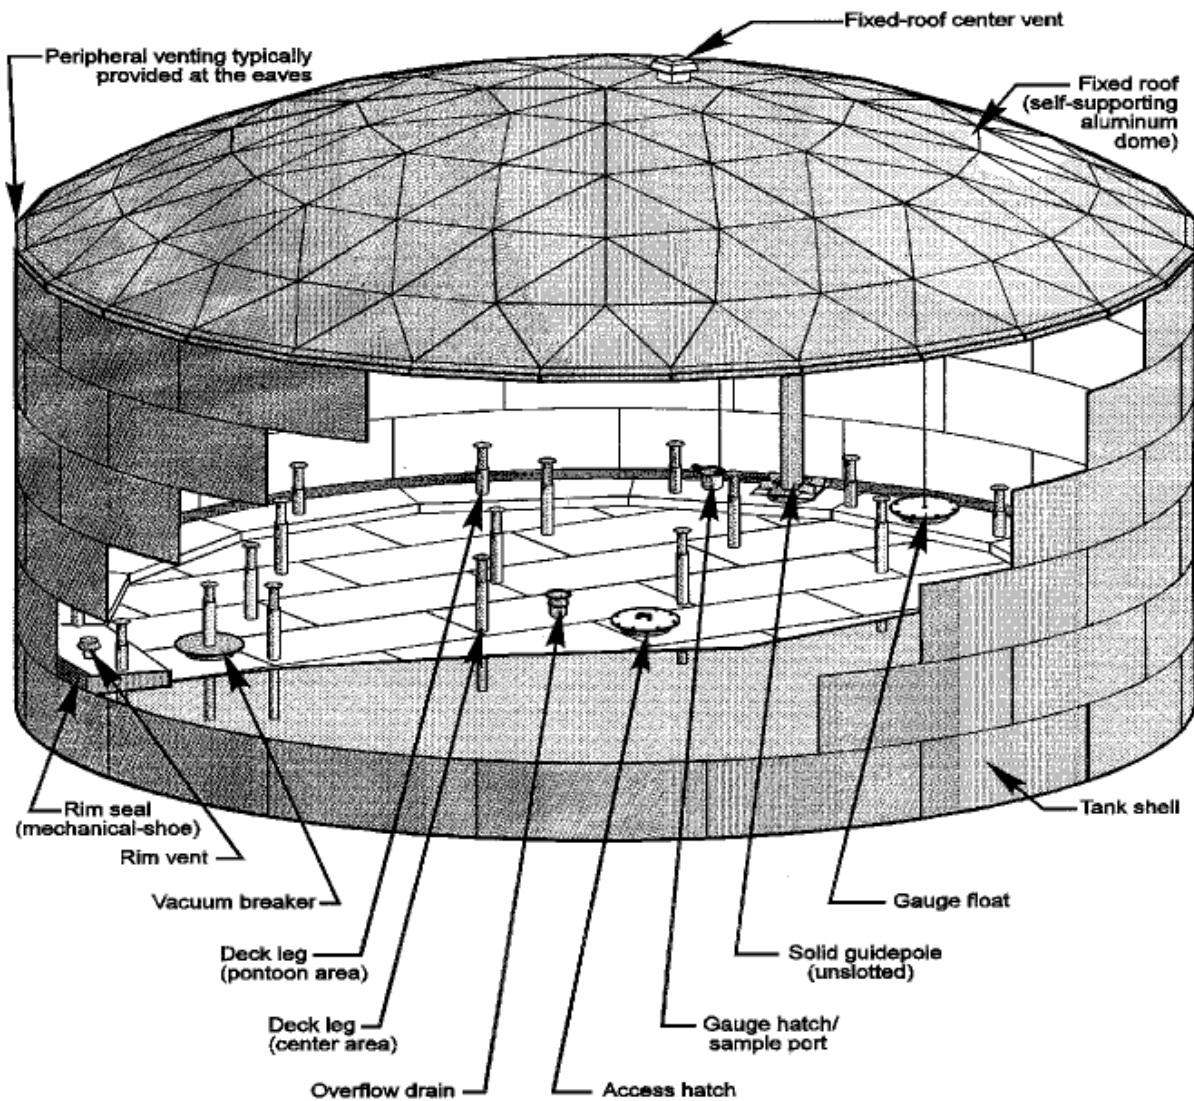 Fixed-roof center vent
Peripheral venting typically
provided at the eaves
Fixed roof
(self-supporting
aluminum
dome)
Rim seal
(mechanical-shoe)
Tank shell
Rim vent
Vacuum breaker
Gauge float
Deck leg
(pontoon area)
Solid guidepole
(unslotted)
Deck leg
(center area)
Gauge hatch/
sample port
Overflow drain
Access hatch